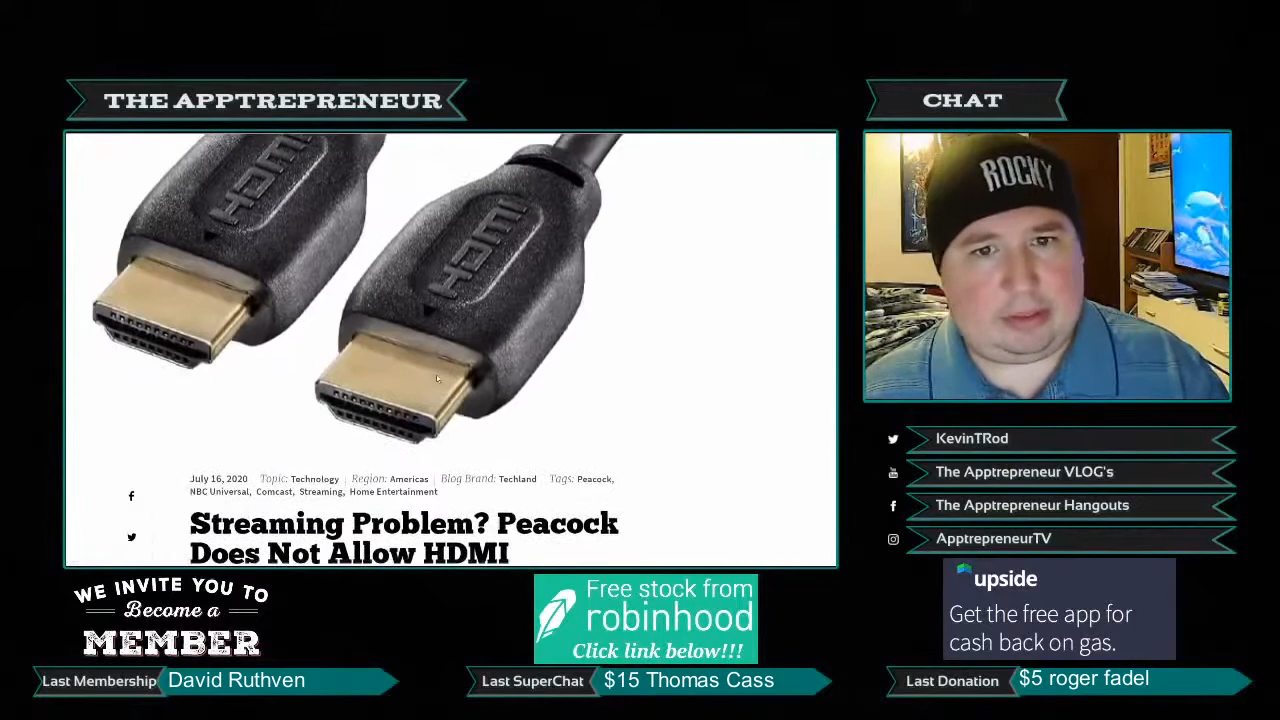 THE APPTREPRENEUR
CHAT
HDMI
HDMI
ROCKY
July 16, 2020 Topic: Technology Region: Americas Blog Brand: Techland Tags: Peacock,
NBC Universal, Comcast, Streaming, Home Entertainment
Streaming Problem? Peacock
Does Not Allow HDMI
KevinTRod
The Apptrepreneur VLOG's
The Apptrepreneur Hangouts
ApptrepreneurTV
WE INVITE YOU TO
Become a
MEMBER
Free stock from
robinhood
Click link below!!!
upside
Get the free app for
cash back on gas.
Last Membership David Ruthven
Last SuperChat $15 Thomas Cass
Last Donation $5 roger fadel